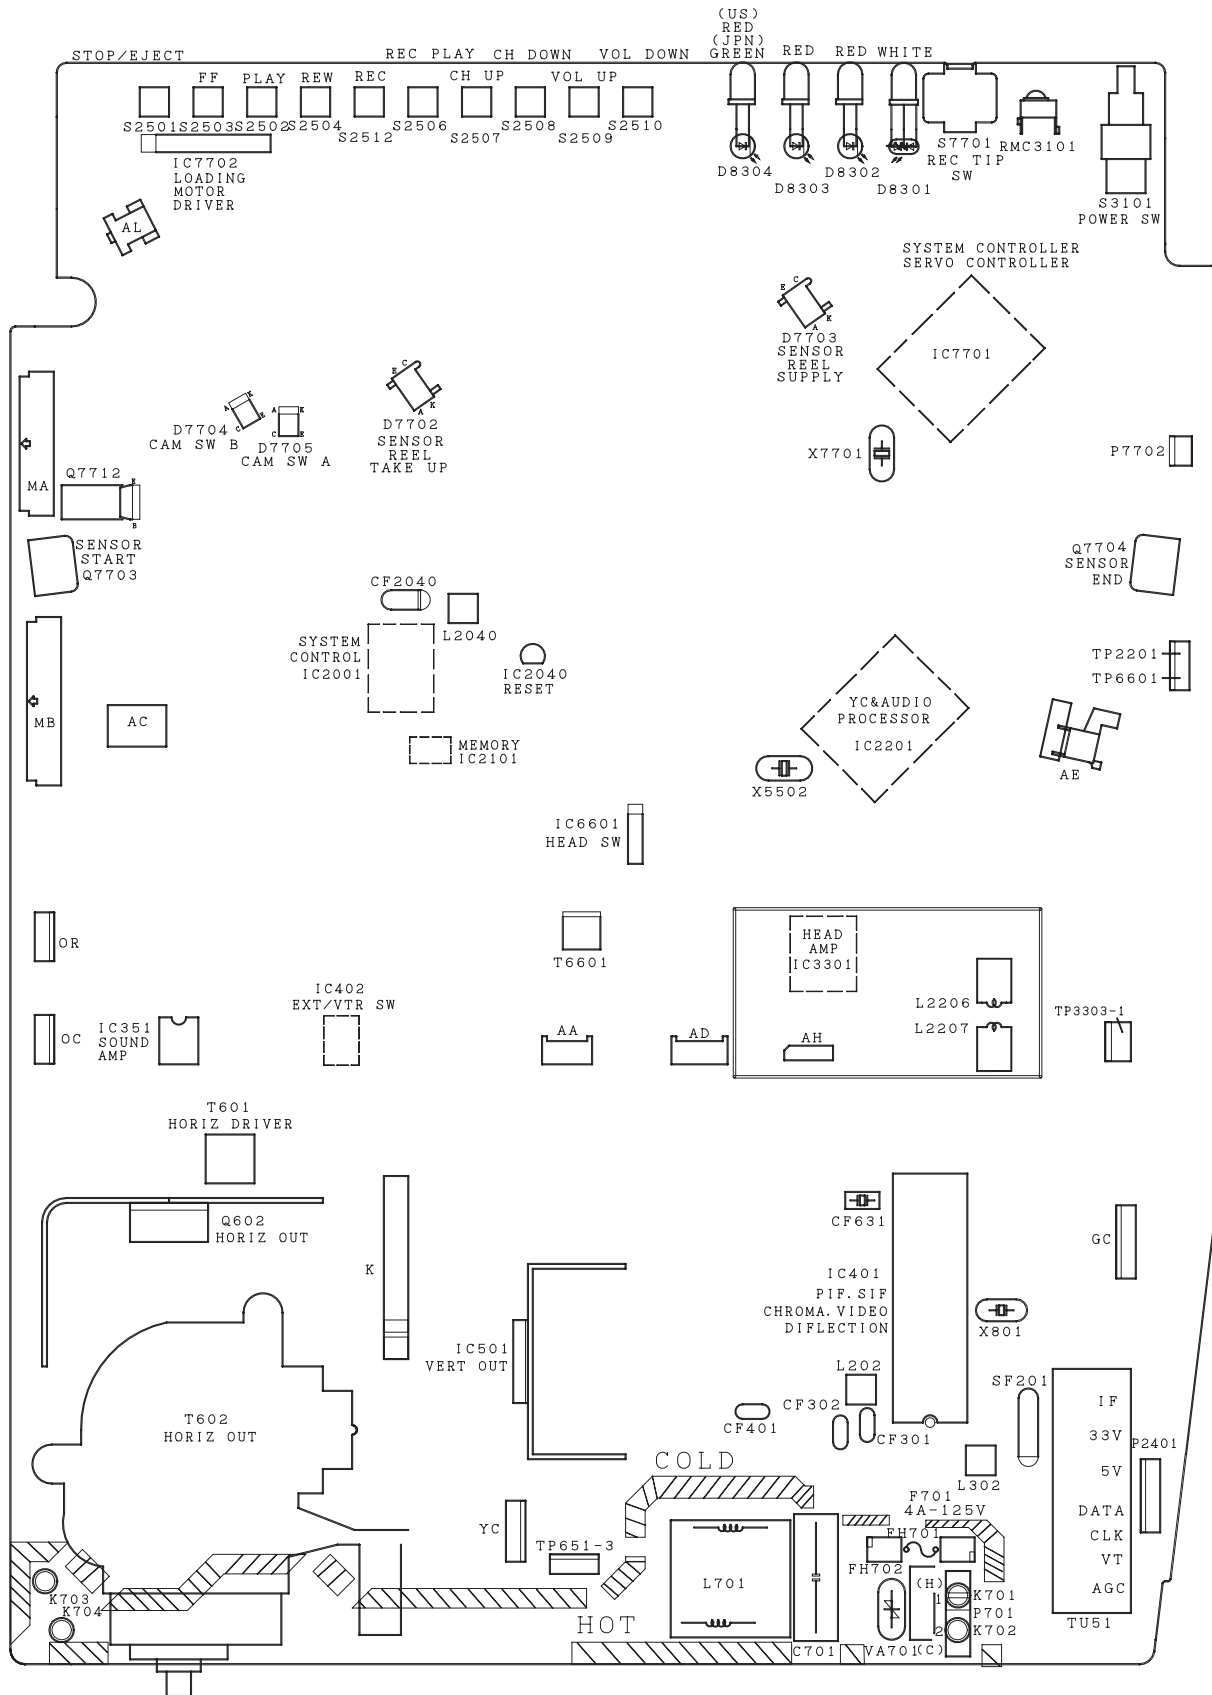 (US)
RED
(JPN)
GREEN
RED
RED
WHITE
STOP/EJECT
REC PLAY
CH DOWN
VOL DOWN
FF
PLAY
REW
REC
CH UP
VOL UP
S2501
S2503
S2502
S2504
S2512
S2506
S2507
S2508
S2509
S2510
D8304
D8303
D8302
D8301
S7701
REC TIP
SW
RMC3101
S3101
POWER SW
IC7702
LOADING
MOTOR
DRIVER
AL
SYSTEM CONTROLLER
SERVO CONTROLLER
IC7701
E
C
K
A
D7703
SENSOR
REEL
SUPPLY
A
K
C
E
D7704
CAM SW B
A
K
C
E
D7705
CAM SW A
E
C
A
K
D7702
SENSOR
REEL
TAKE UP
X7701
P7702
MA
Q7712
E
B
SENSOR
START
Q7703
Q7704
SENSOR
END
CF2040
L2040
SYSTEM
CONTROL
IC2001
IC2040
RESET
TP2201
TP6601
YC&AUDIO
PROCESSOR
IC2201
MB
AC
MEMORY
IC2101
X5502
AE
IC6601
HEAD SW
OR
T6601
HEAD
AMP
IC3301
L2206
L2207
TP3303-1
IC402
EXT/VTR SW
OC
IC351
SOUND
AMP
AA
AD
AH
T601
HORIZ DRIVER
Q602
HORIZ OUT
K
CF631
GC
IC401
PIF.SIF
CHROMA.VIDEO
DIFLECTION
X801
IC501
VERT OUT
L202
SF201
T602
HORIZ OUT
CF302
CF401
CF301
IF
33V
5V
DATA
CLK
VT
AGC
TU51
P2401
COLD
L302
F701
4A-125V
YC
TP651-3
FH701
FH702
L701
K703
K704
HOT
C701
VA701
(H)
1
2
(C)
K701
P701
K702